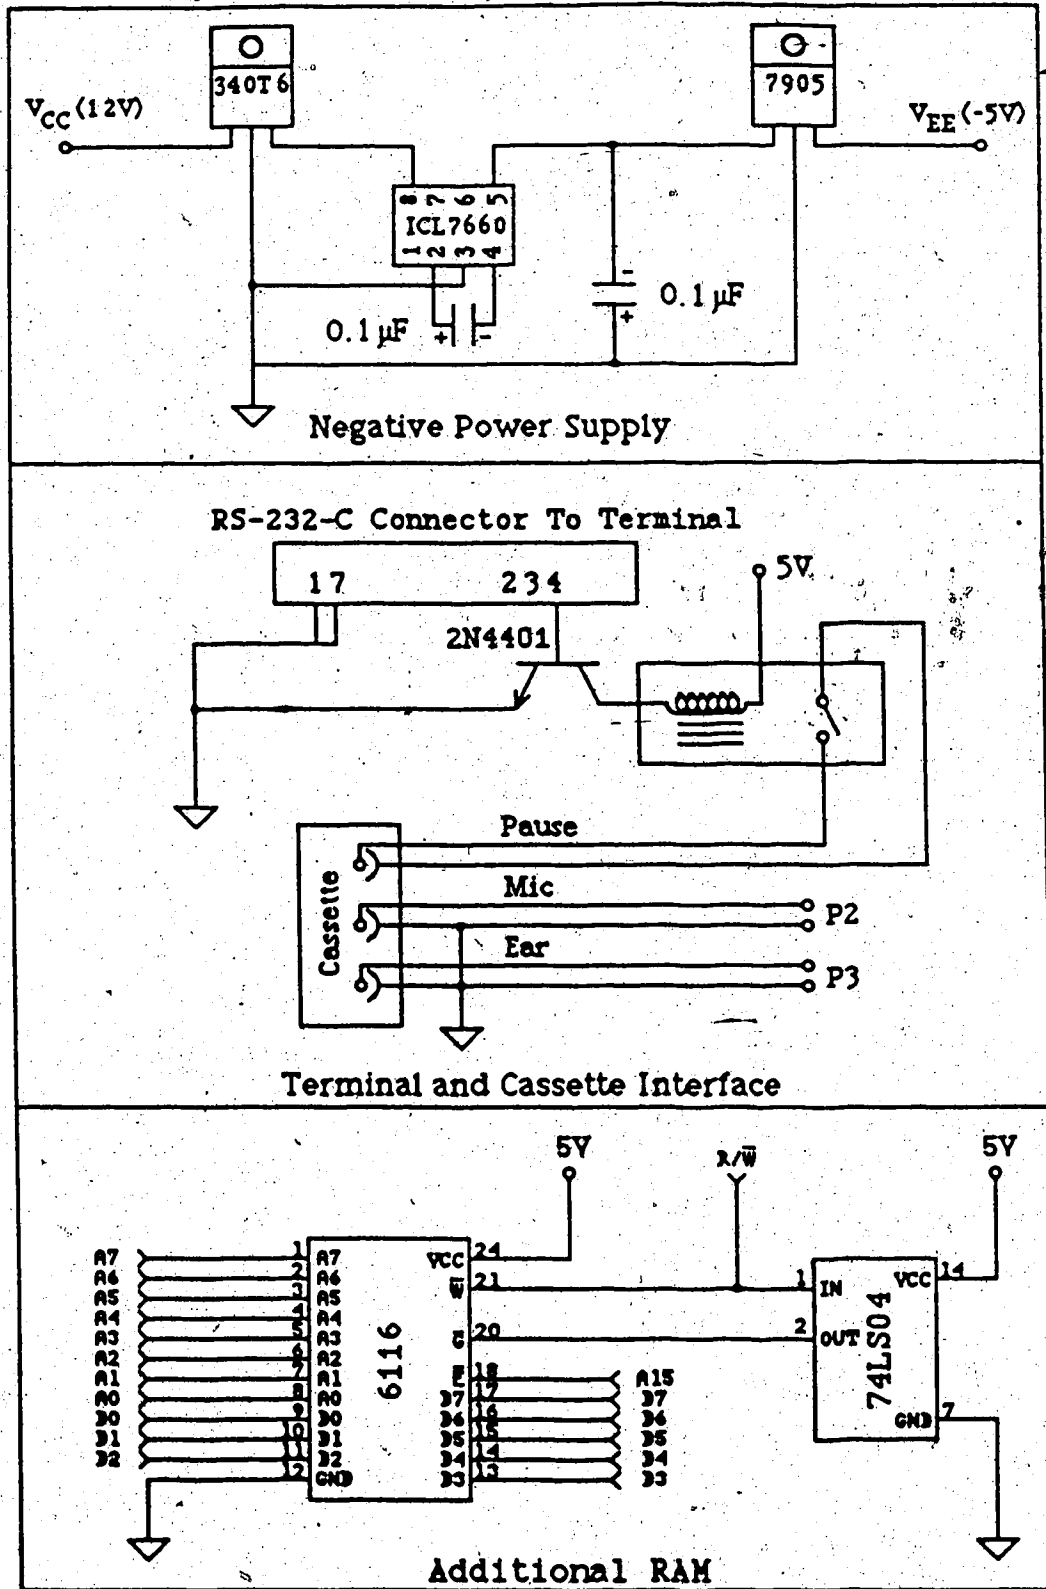 340T6
7905
VCC (12V)
VEE (-5V)
8 7 6 5
ICL7660
1 2 3 4
0.1 µF
+ -
-
+
0.1 µF
Negative Power Supply
RS-232-C Connector To Terminal
1 7 2 3 4
5V
2N4401
Pause
Mic
P2
Ear
P3
Cassette
Terminal and Cassette Interface
5V
R/W̅
5V
A7 1 A7 VCC 24
A6 2 A6 W̅ 21 1 IN VCC 14
A5 3 A5
A4 4 A4
A3 5 A3 G̅ 20 2 OUT
A2 6 A2
6116
74LS04
A1 7 A1 E̅ 18 A15
A0 8 A0 D7 17 D7
D0 9 D0 D6 16 D6 GND 7
D1 10 D1 D5 15 D5
D2 11 D2 D4 14 D4
12 GND D3 13 D3
Additional RAM